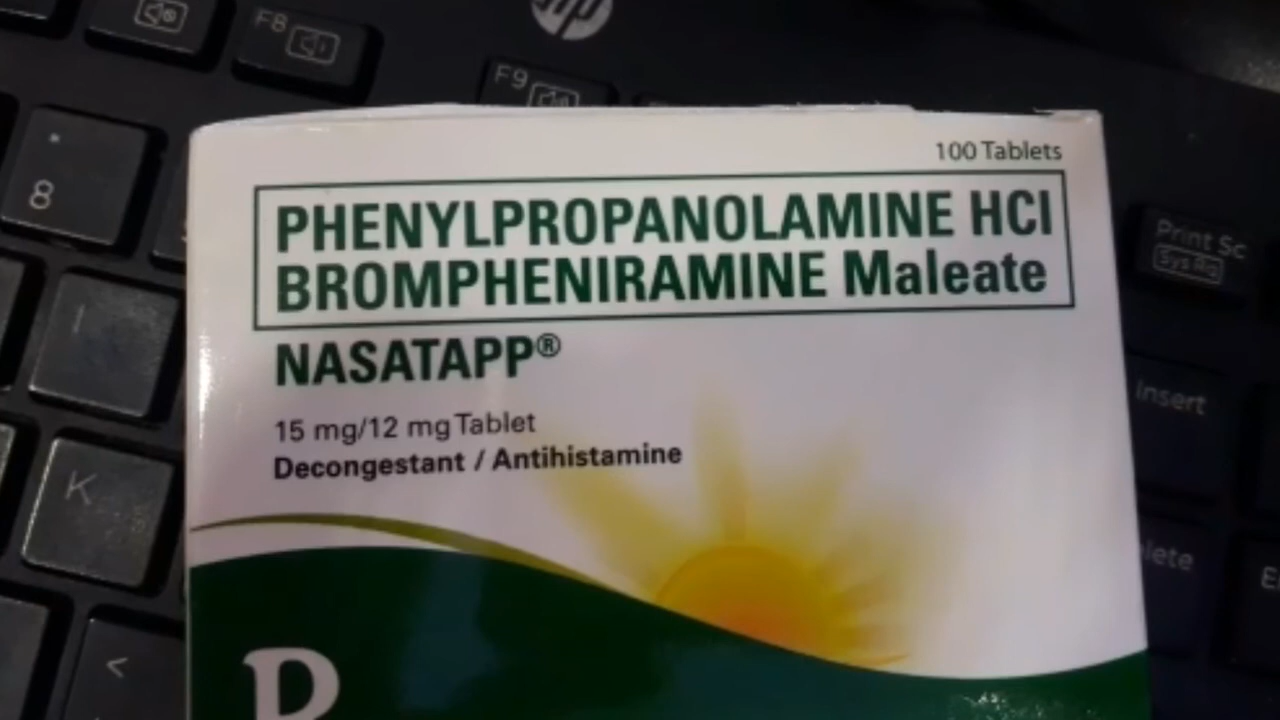 F8
F9
hp
*
8
100 Tablets
PHENYLPROPANOLAMINE HCl
BROMPHENIRAMINE Maleate
NASATAPP®
15 mg/12 mg Tablet
Decongestant / Antihistamine
Print Sc
Sys Rq
Insert
K
<